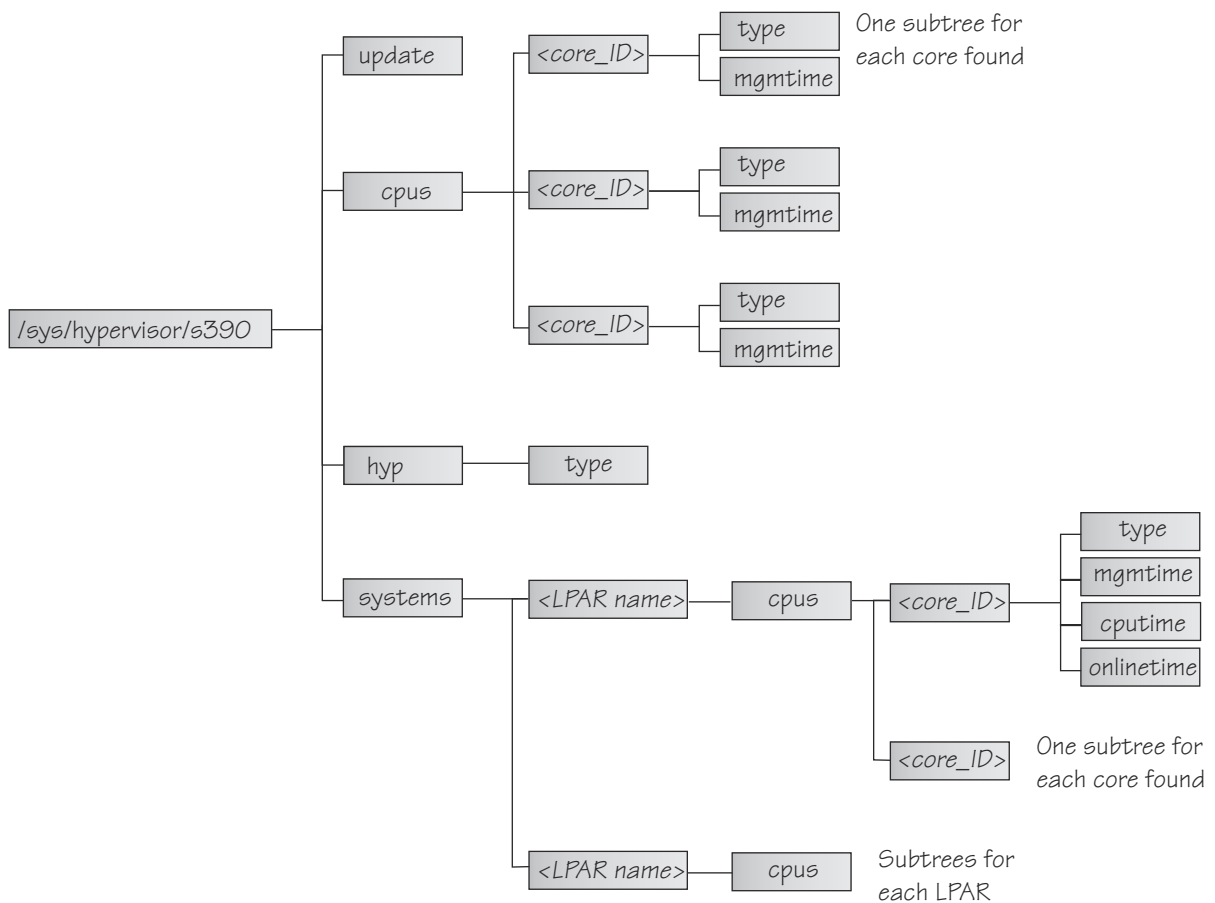 type
One subtree for
each core found
update
<core_ID>
mgmtime
type
cpus
<core_ID>
mgmtime
type
/sys/hypervisor/s390
<core_ID>
mgmtime
hyp
type
type
mgmtime
systems
<LPAR name>
cpus
<core_ID>
cputime
onlinetime
<core_ID>
One subtree for
each core found
<LPAR name>
cpus
Subtrees for
each LPAR